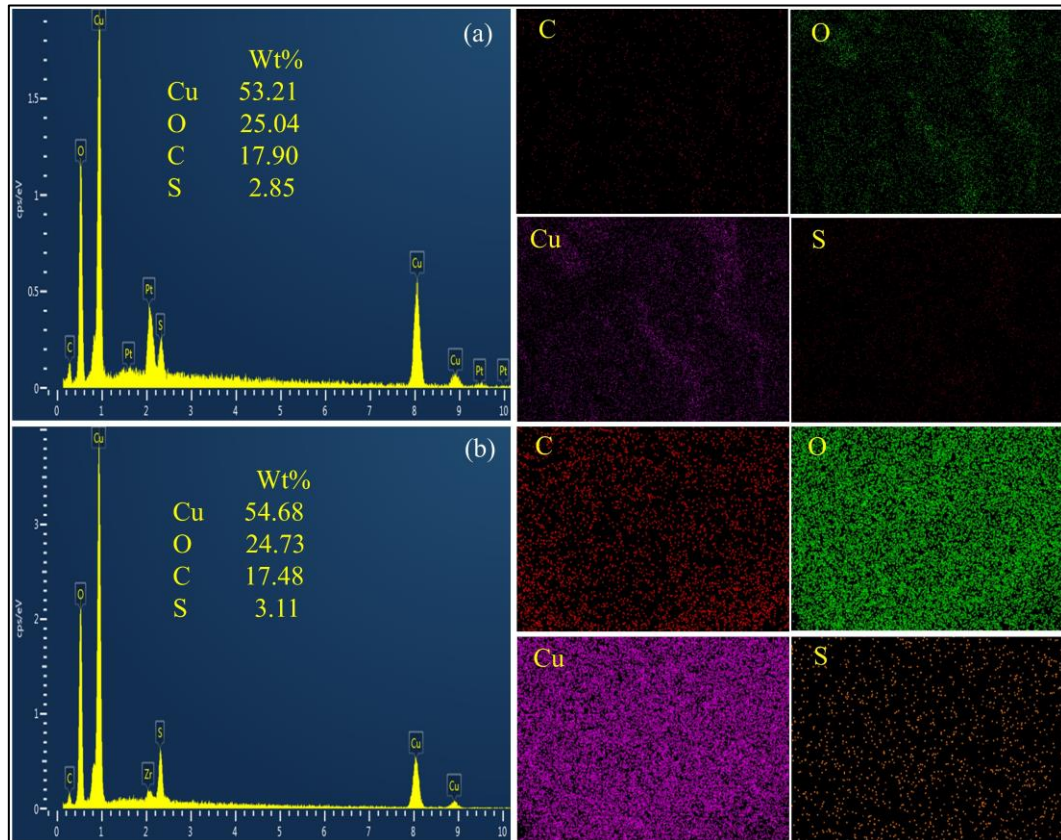 (a)
Wt%
Cu 53.21
O 25.04
C 17.90
S 2.85
cps/eV
1.5
1
0.5
0
C
O
Cu
Pt
Pt
S
Cu
Cu
Pt
Pt
0 1 2 3 4 5 6 7 8 9 10
C
O
Cu
S
(b)
Wt%
Cu 54.68
O 24.73
C 17.48
S 3.11
cps/eV
3
2
1
0
C
O
Cu
Zr
S
Cu
Cu
0 1 2 3 4 5 6 7 8 9 10
C
O
Cu
S